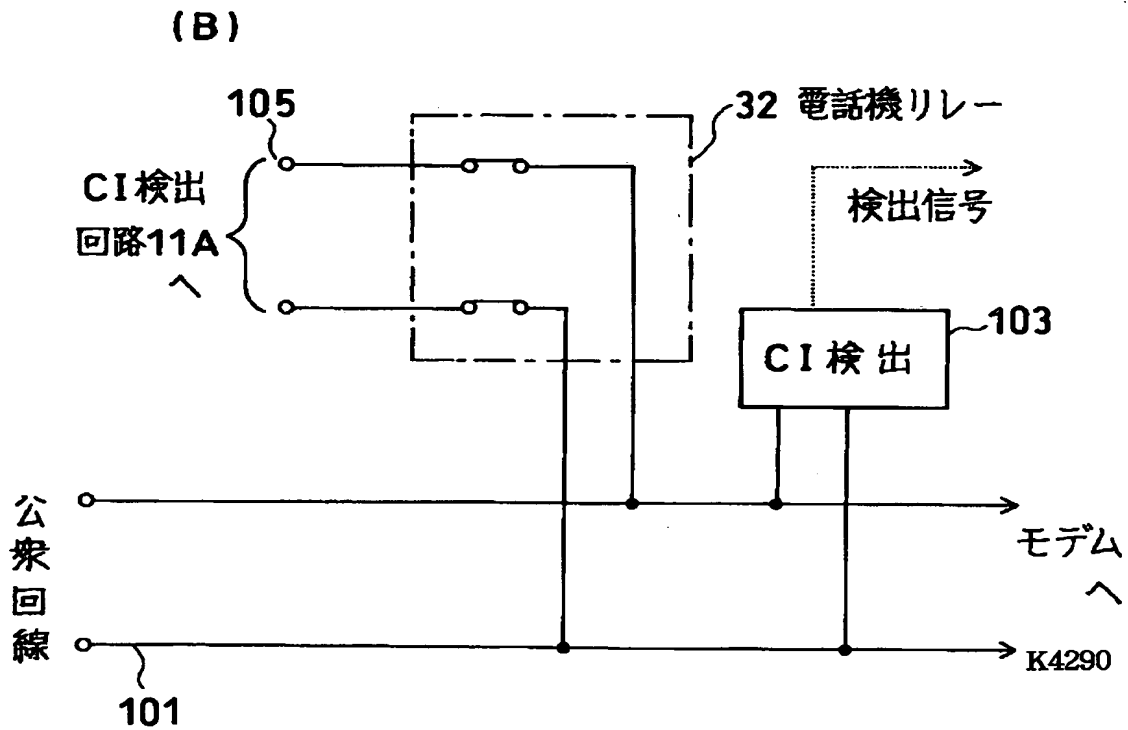 (B)
105
32 電話機リレー
CI検出
回路11A
へ
検出信号
103
CI検出
公衆回線
モデム
へ
K4290
101